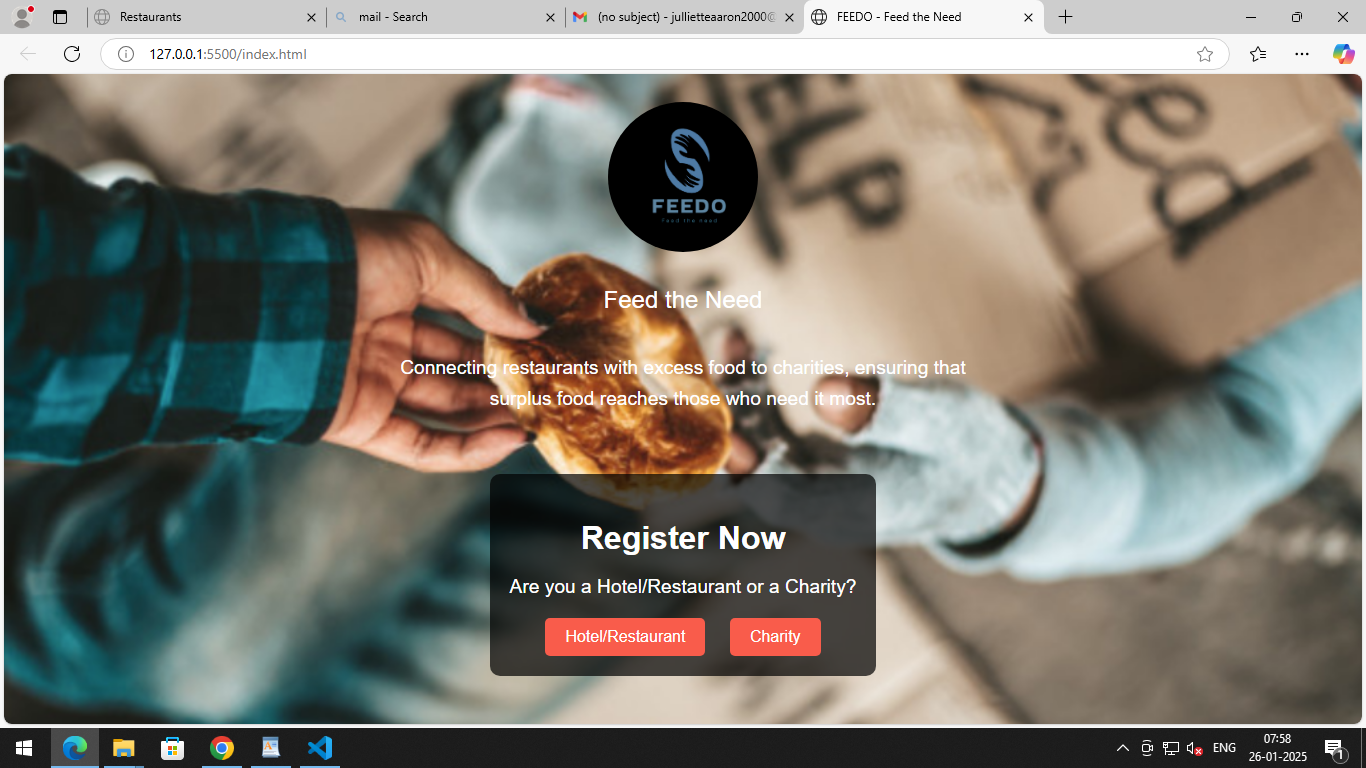 Restaurants
mail - Search
(no subject) - jullietteaaron2000@
FEEDO - Feed the Need
127.0.0.1:5500/index.html
FEEDO
feed the need
Feed the Need
Connecting restaurants with excess food to charities, ensuring that
surplus food reaches those who need it most.
Register Now
Are you a Hotel/Restaurant or a Charity?
Hotel/Restaurant
Charity
ENG
07:58
26-01-2025
1